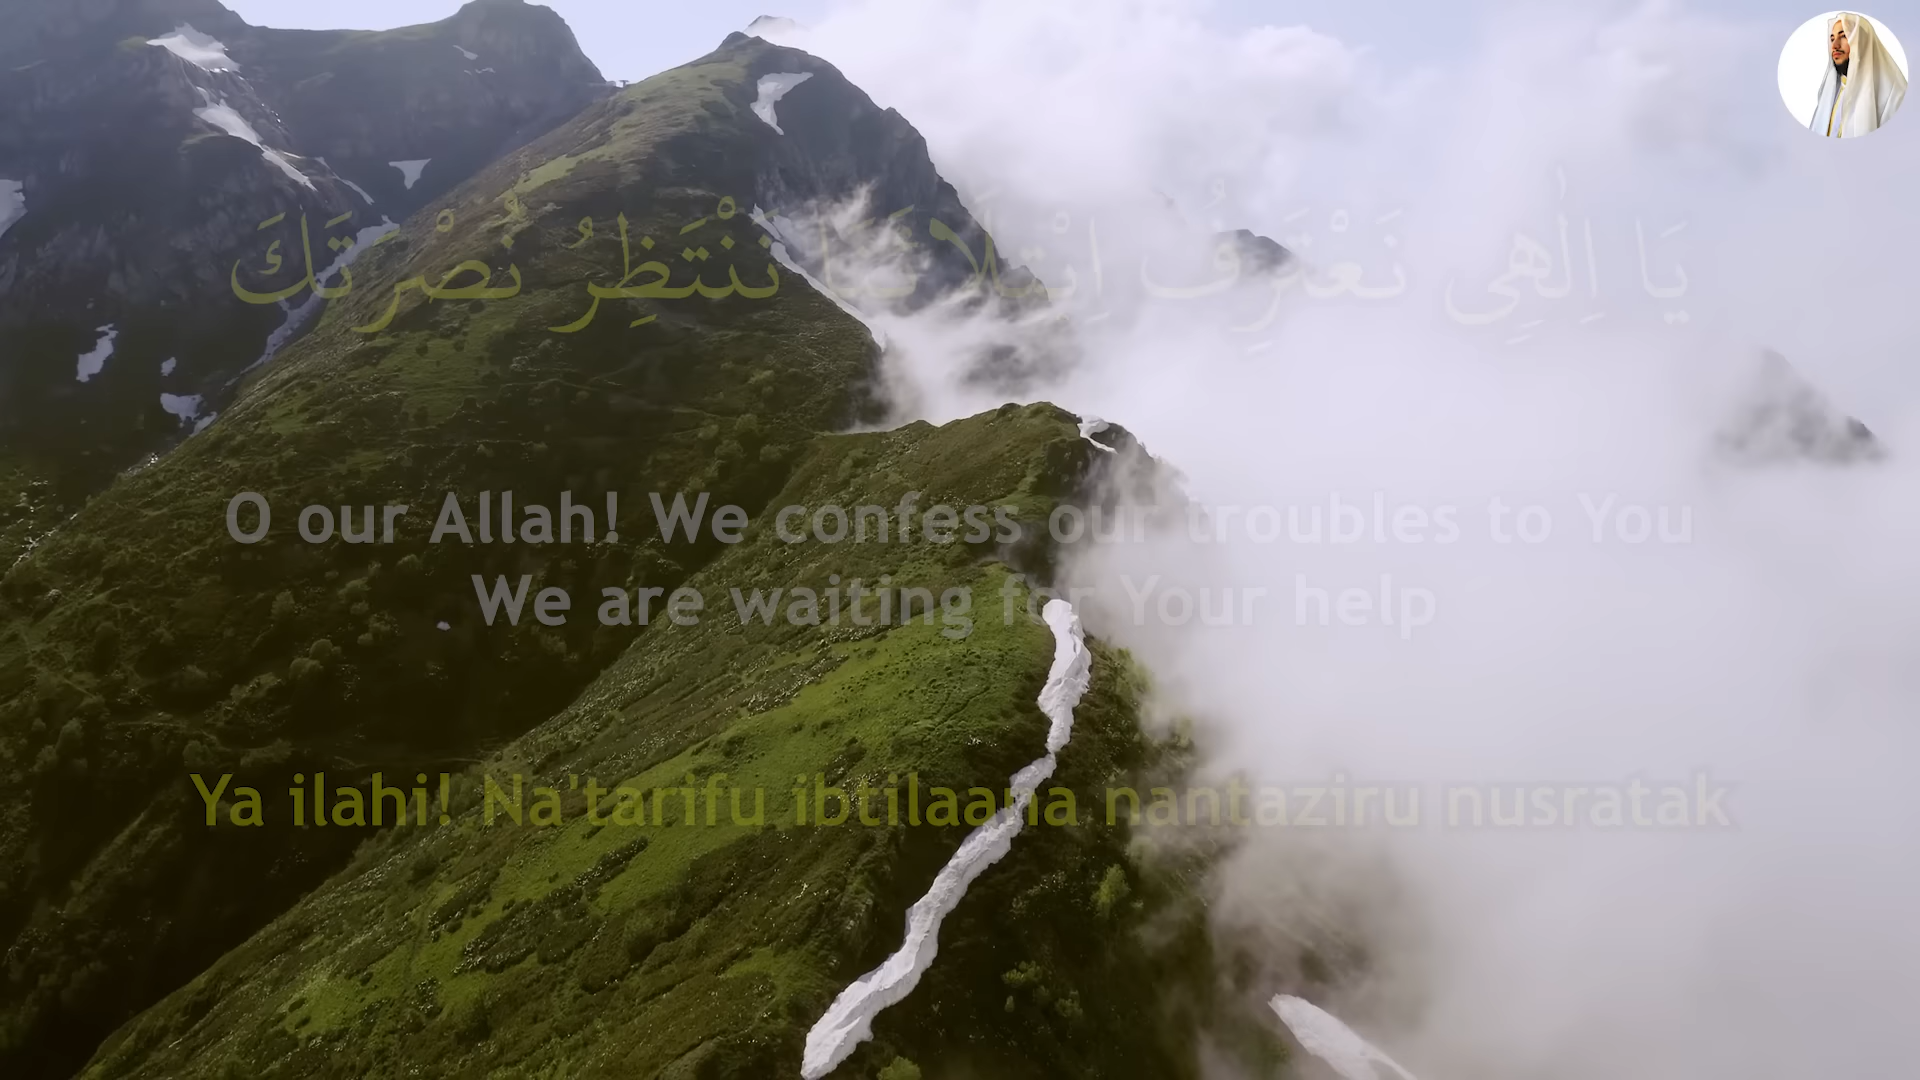 يَا اِلٰهِي نَعْتَرِفُ اِبْتِلَائَنَا نَنْتَظِرُ نُصْرَتَكَ
O our Allah! We confess our troubles to You
We are waiting for Your help
Ya ilahi! Na'tarifu ibtilaana nantaziru nusratak